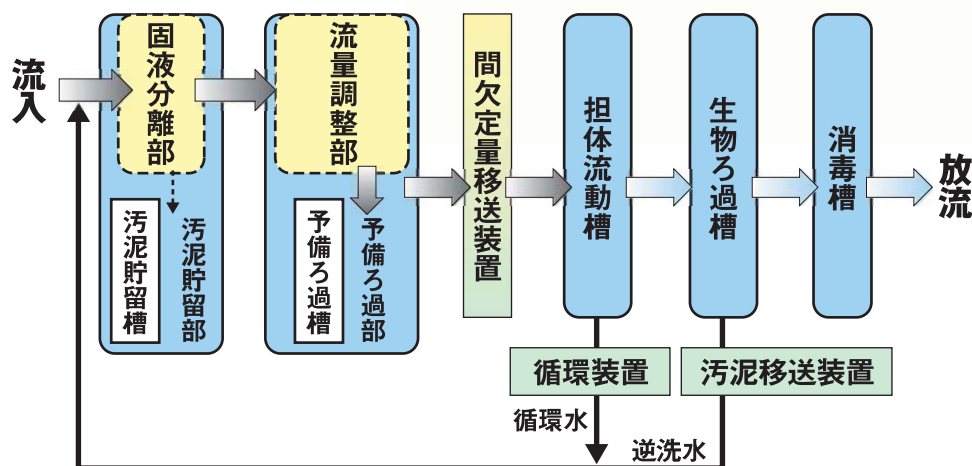 流入
固液分離部
汚泥貯留槽
汚泥貯留部
流量調整部
予備ろ過槽
予備ろ過部
間欠定量移送装置
担体流動槽
生物ろ過槽
消毒槽
放流
循環装置
汚泥移送装置
循環水
逆洗水